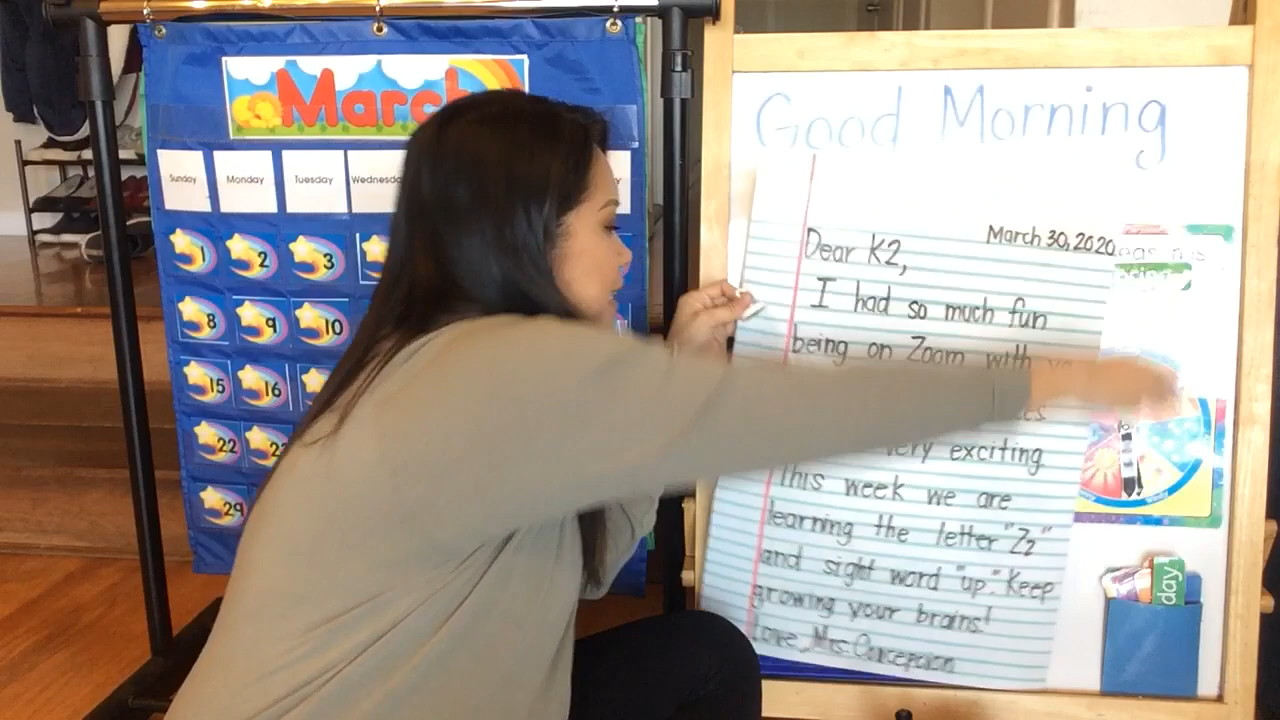 March
Sunday
Monday
Tuesday
Wednesda
1
2
3
8
9
10
15
16
22
29
Good Morning
March 30, 2020
Dear K2,
I had so much fun
being on Zoom with
very exciting
This week we are
learning the letter "Zz"
and sight word "up". Keep
growing your brains!
Love, Mrs. Concepcion
day